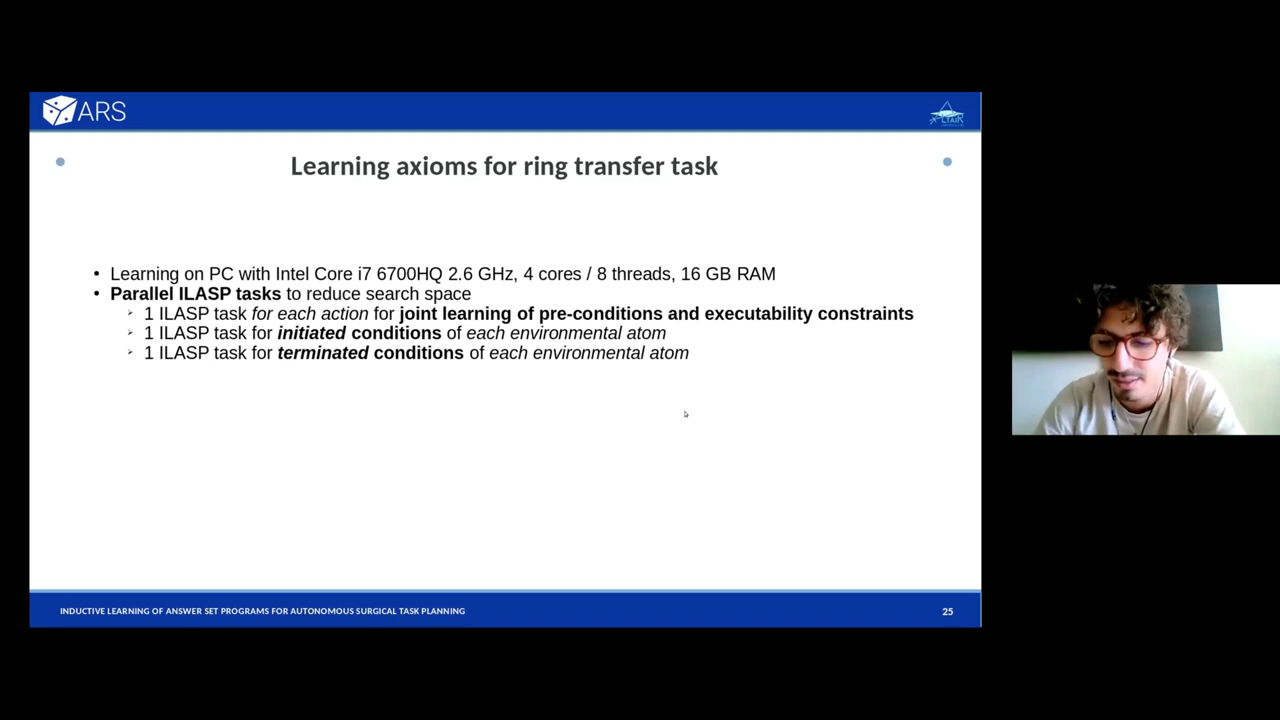 ARS
ALTAIR
Learning axioms for ring transfer task
• Learning on PC with Intel Core i7 6700HQ 2.6 GHz, 4 cores / 8 threads, 16 GB RAM
• Parallel ILASP tasks to reduce search space
➢ 1 ILASP task for each action for joint learning of pre-conditions and executability constraints
➢ 1 ILASP task for initiated conditions of each environmental atom
➢ 1 ILASP task for terminated conditions of each environmental atom
INDUCTIVE LEARNING OF ANSWER SET PROGRAMS FOR AUTONOMOUS SURGICAL TASK PLANNING
25